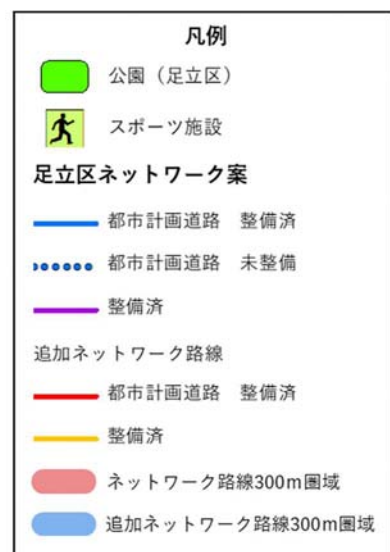 凡例
公園（足立区）
スポーツ施設
足立区ネットワーク案
都市計画道路　整備済
都市計画道路　未整備
整備済
追加ネットワーク路線
都市計画道路　整備済
整備済
ネットワーク路線300m圏域
追加ネットワーク路線300m圏域